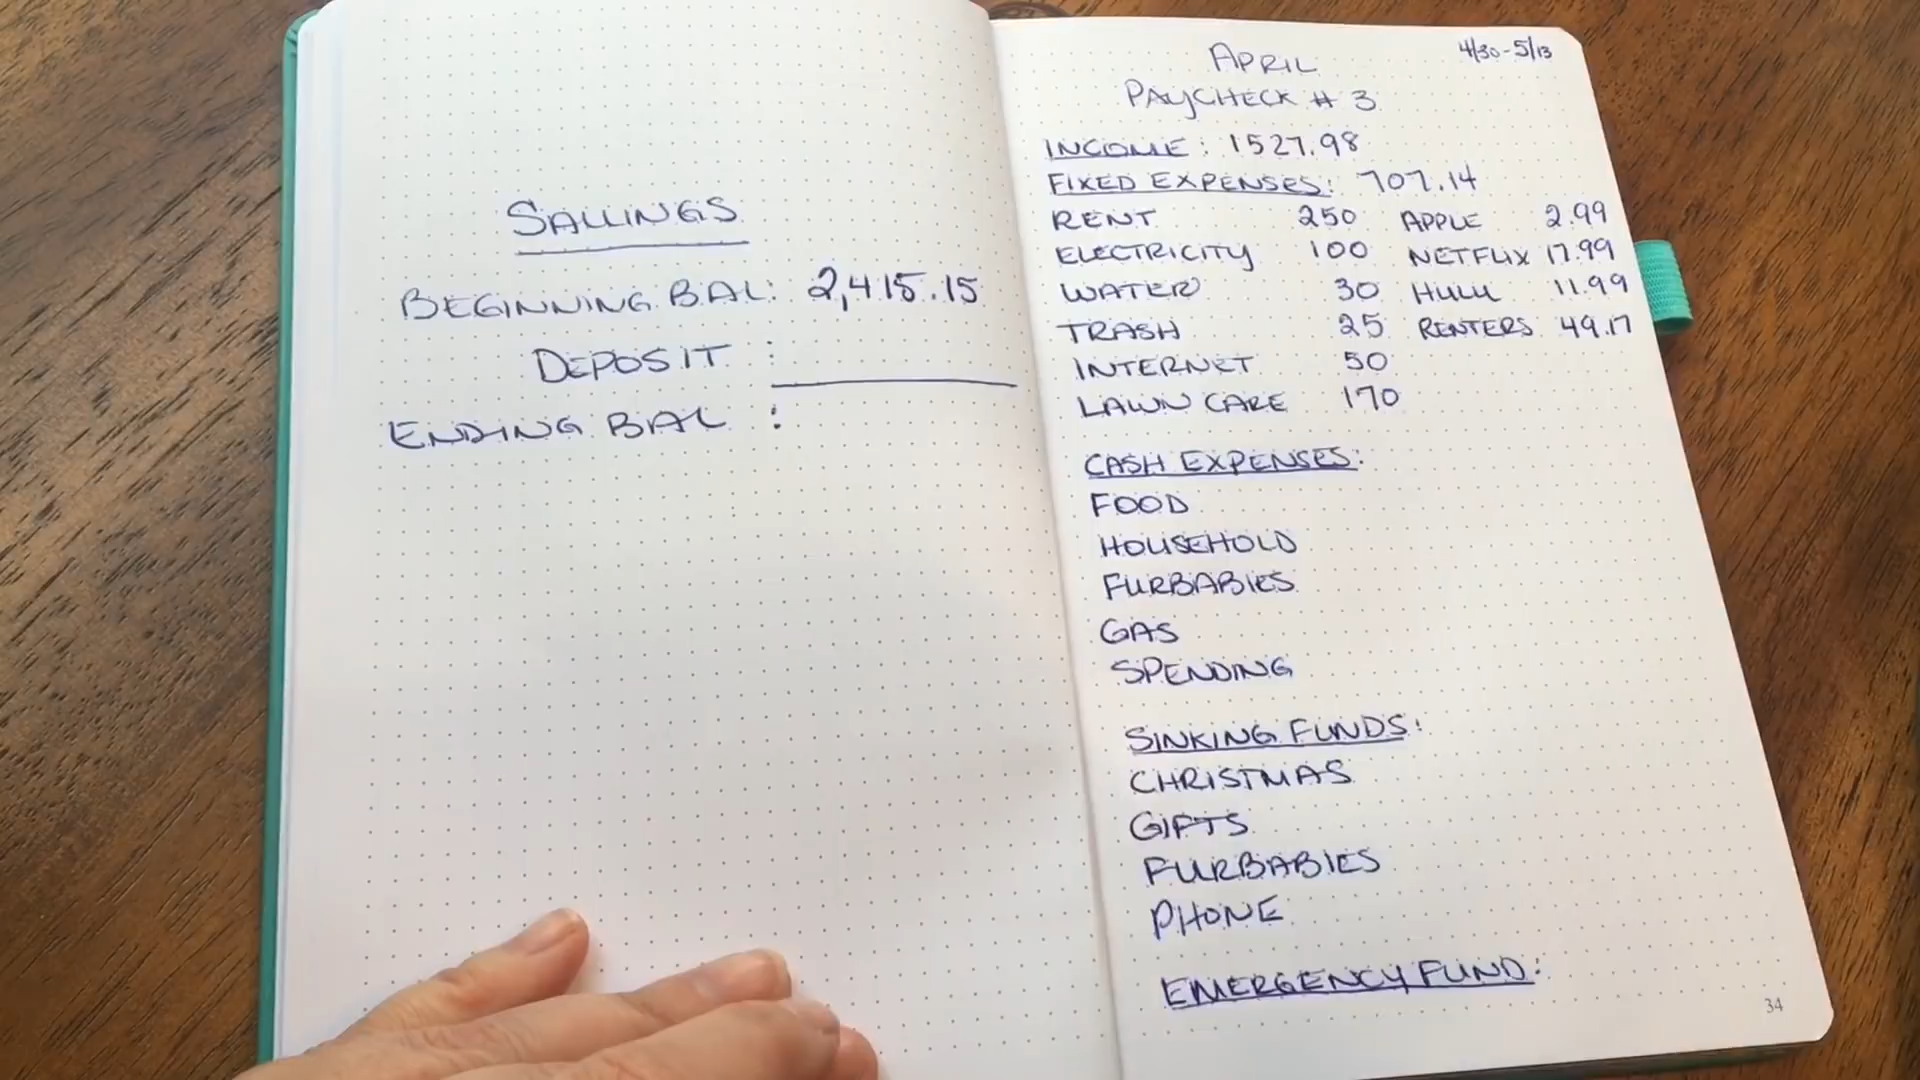 SAVINGS
BEGINNING BAL: 2,415.15
DEPOSIT :
ENDING BAL :
4/30-5/13
APRIL
PAYCHECK # 3
INCOME: 1527.98
FIXED EXPENSES: 707.14
RENT 250 APPLE 2.99
ELECTRICITY 100 NETFLIX 17.99
WATER 30 HULU 11.99
TRASH 25 RENTERS 49.17
INTERNET 50
LAWN CARE 170
CASH EXPENSES:
FOOD
HOUSEHOLD
FURBABIES
GAS
SPENDING
SINKING FUNDS:
CHRISTMAS
GIFTS
FURBABIES
PHONE
EMERGENCY FUND:
34